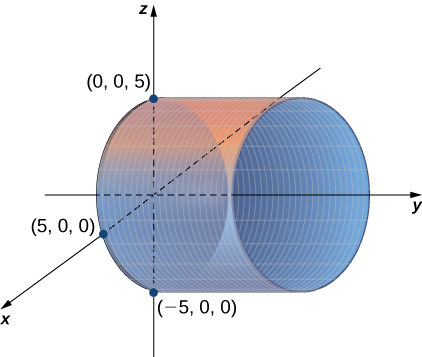 z
(0, 0, 5)
y
(5, 0, 0)
x
(−5, 0, 0)